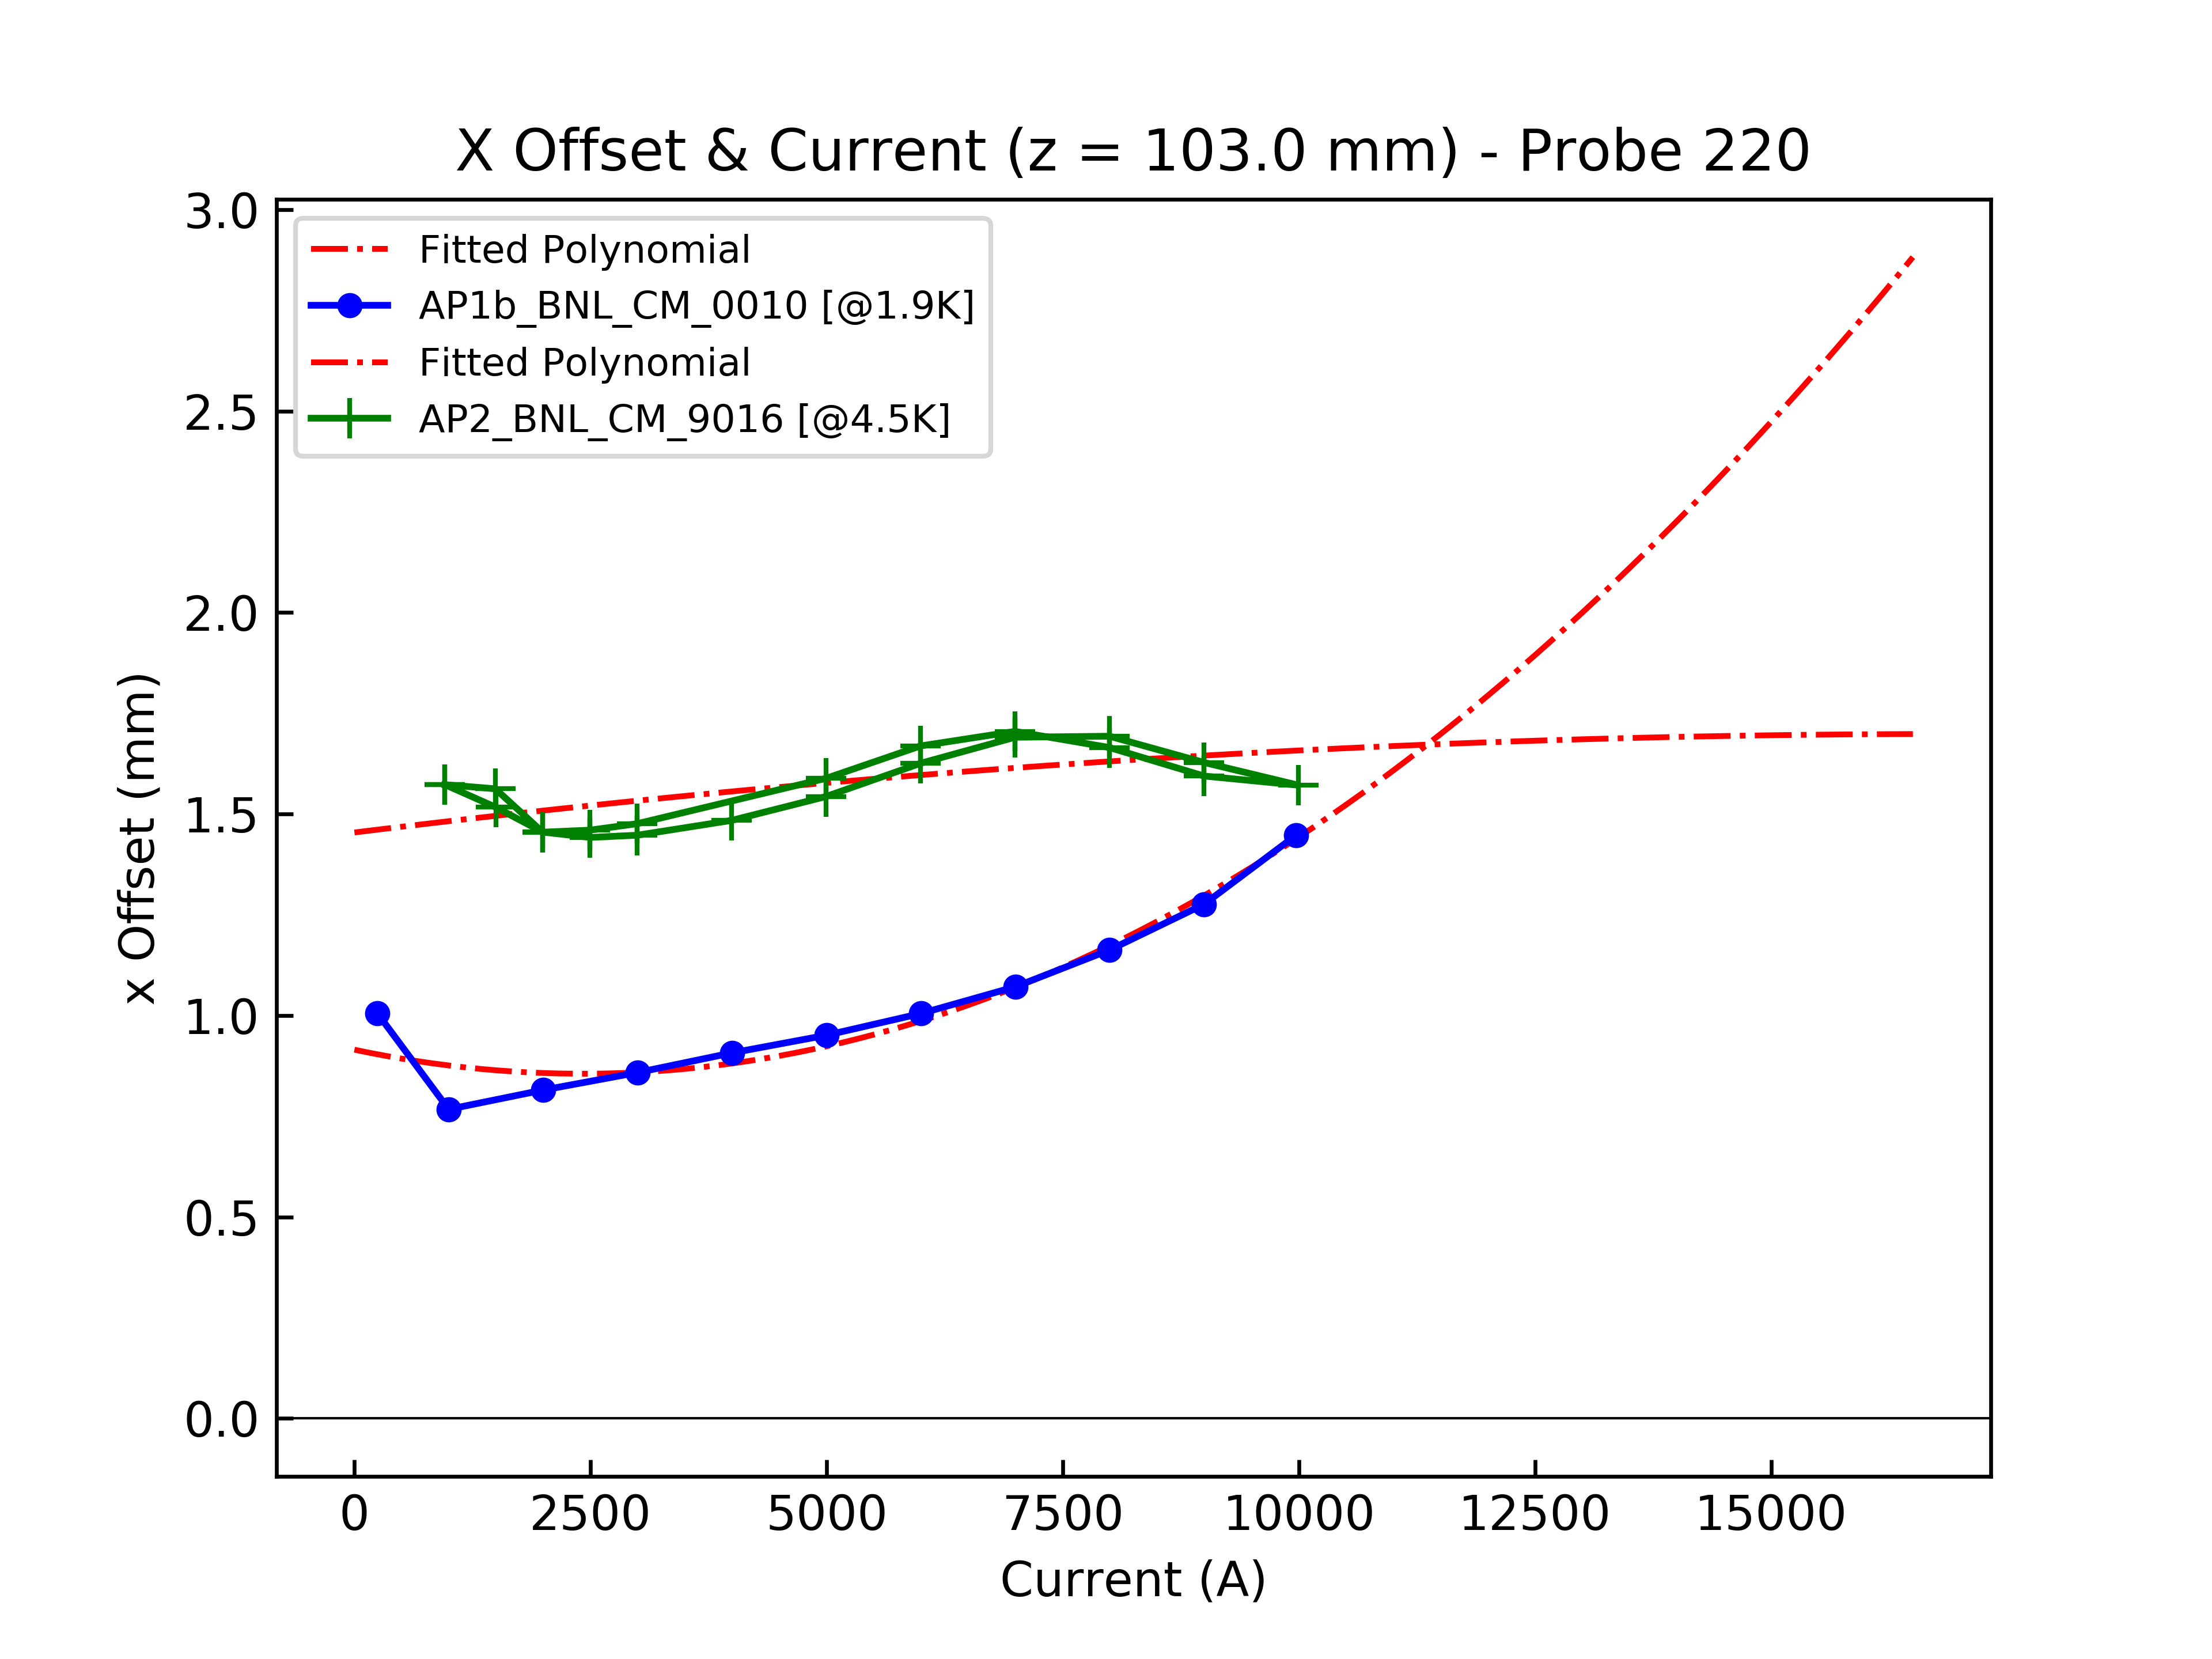 X Offset & Current (z = 103.0 mm) - Probe 220
3.0
2.5
2.0
1.5
1.0
0.5
0.0
x Offset (mm)
Fitted Polynomial
AP1b_BNL_CM_0010 [@1.9K]
Fitted Polynomial
AP2_BNL_CM_9016 [@4.5K]
0 2500 5000 7500 10000 12500 15000
Current (A)